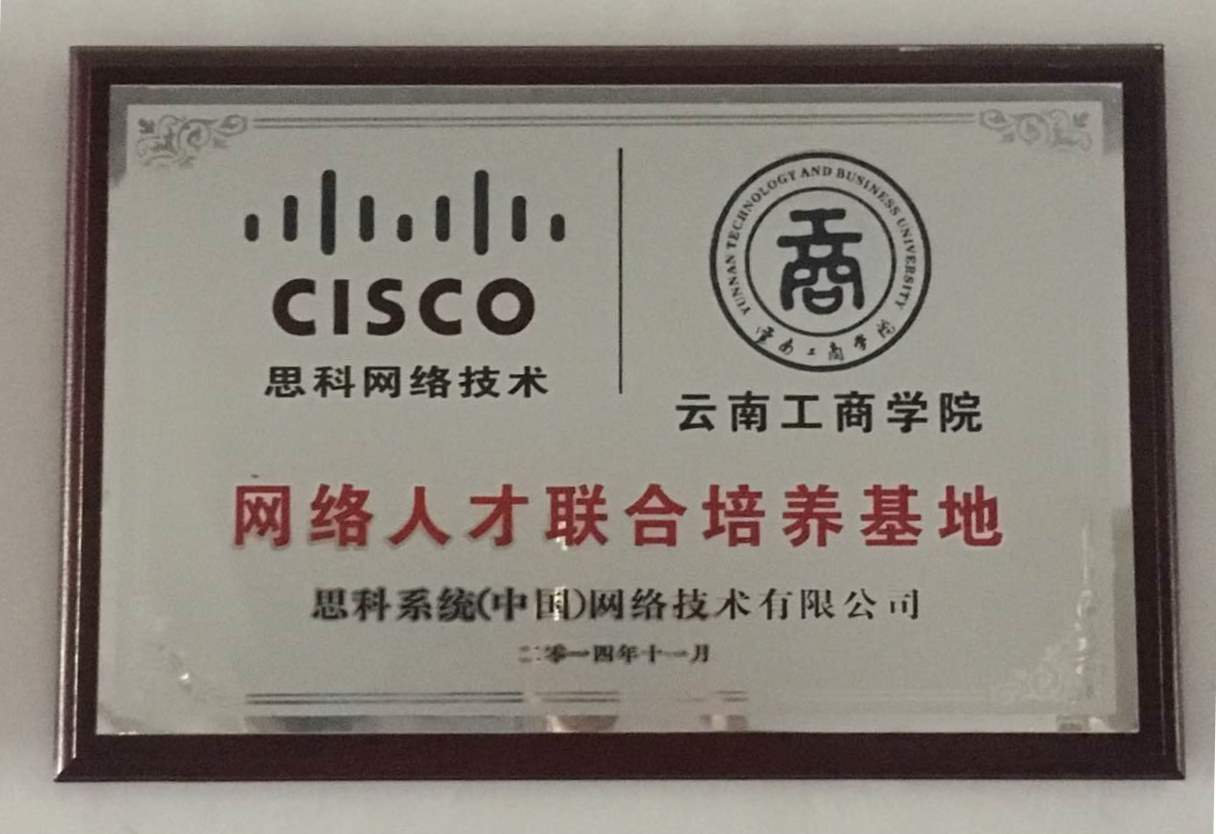 CISCO
思科网络技术
YUNNAN TECHNOLOGY AND BUSINESS UNIVERSITY
工商
云南工商学院
云南工商学院
网络人才联合培养基地
思科系统(中国)网络技术有限公司
二零一四年十一月